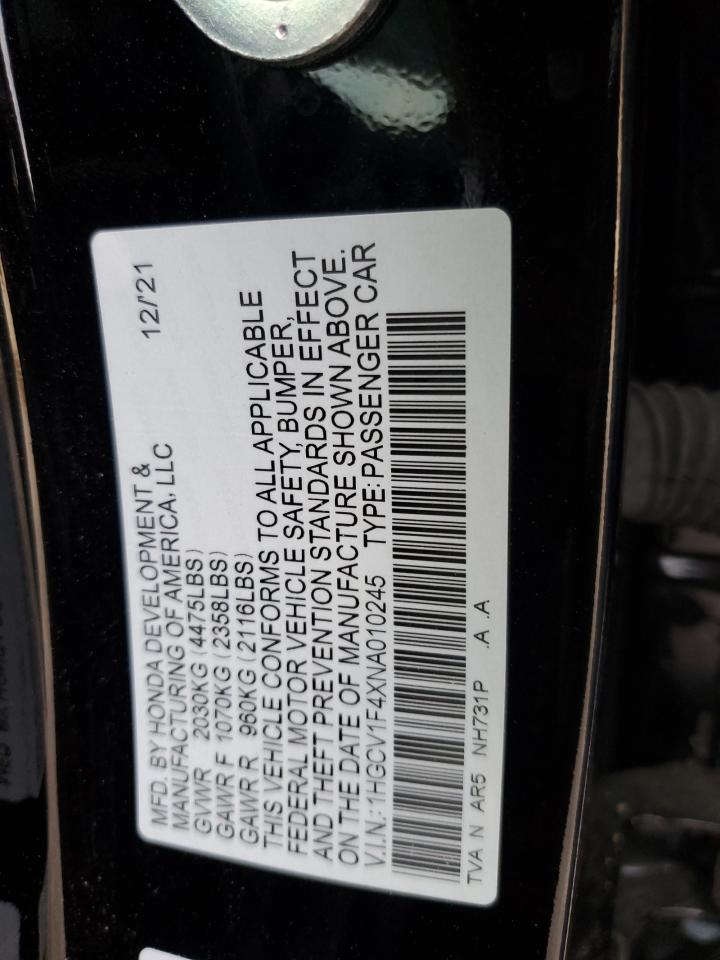 MFD. BY HONDA DEVELOPMENT & 12/'21
MANUFACTURING OF AMERICA, LLC
GVWR 2030KG (4475LBS)
GAWR F 1070KG (2358LBS)
GAWR R 960KG (2116LBS)
THIS VEHICLE CONFORMS TO ALL APPLICABLE
FEDERAL MOTOR VEHICLE SAFETY, BUMPER,
AND THEFT PREVENTION STANDARDS IN EFFECT
ON THE DATE OF MANUFACTURE SHOWN ABOVE.
V.I.N.: 1HGCV1F4XNA010245 TYPE: PASSENGER CAR
TVA N AR5 NH731P .A .A